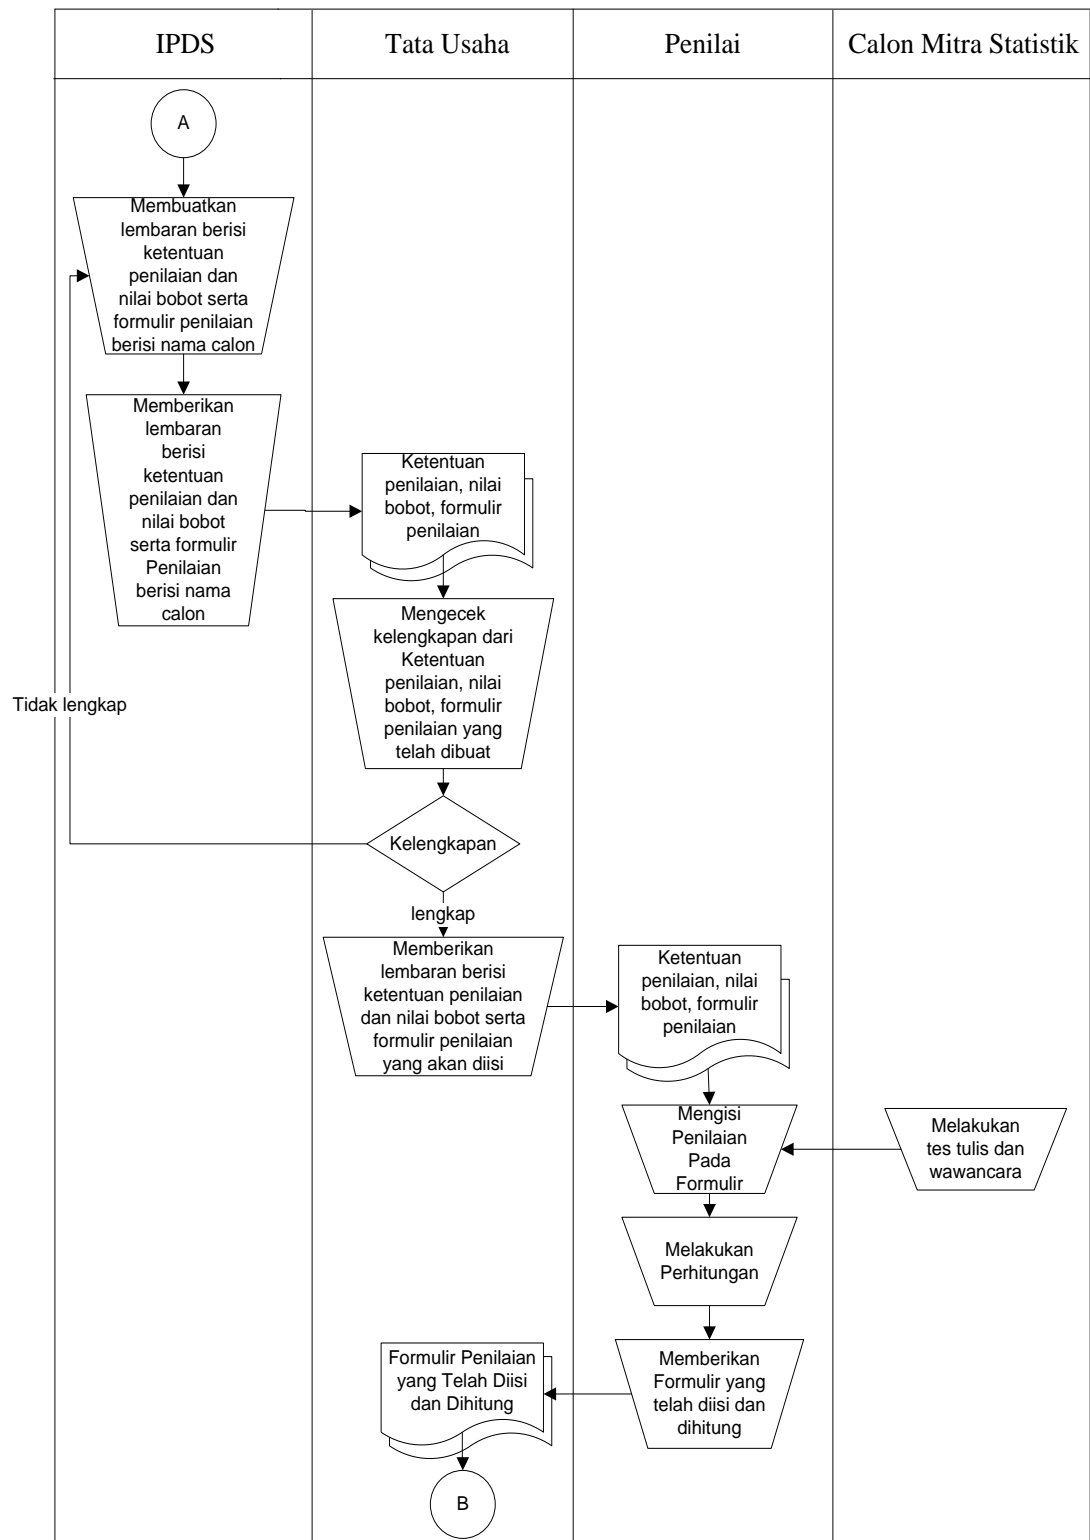 IPDS
Tata Usaha
Penilai
Calon Mitra Statistik
A
Membuatkan
lembaran berisi
ketentuan
penilaian dan
nilai bobot serta
formulir penilaian
berisi nama calon
Memberikan
lembaran
berisi
ketentuan
penilaian dan
nilai bobot
serta formulir
Penilaian
berisi nama
calon
Ketentuan
penilaian, nilai
bobot, formulir
penilaian
Mengecek
kelengkapan dari
Ketentuan
penilaian, nilai
bobot, formulir
penilaian yang
telah dibuat
Tidak lengkap
Kelengkapan
lengkap
Memberikan
lembaran berisi
ketentuan penilaian
dan nilai bobot serta
formulir penilaian
yang akan diisi
Ketentuan
penilaian, nilai
bobot, formulir
penilaian
Mengisi
Penilaian
Pada
Formulir
Melakukan
tes tulis dan
wawancara
Melakukan
Perhitungan
Memberikan
Formulir yang
telah diisi dan
dihitung
Formulir Penilaian
yang Telah Diisi
dan Dihitung
B